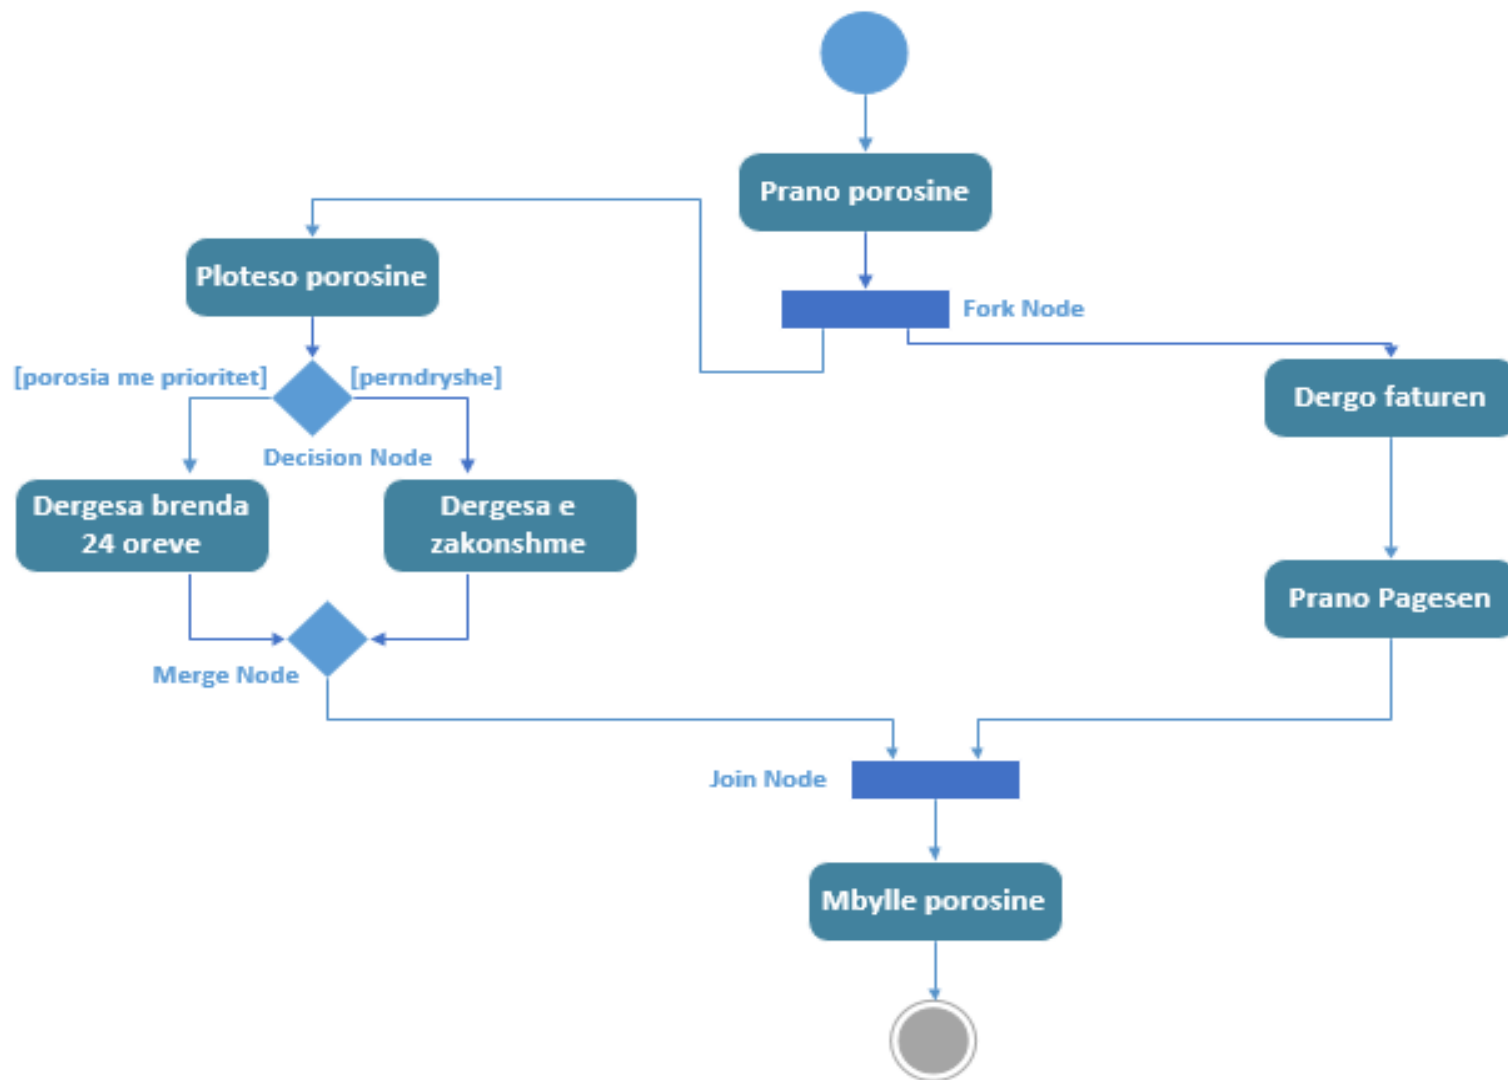 Prano porosine
Ploteso porosine
Fork Node
[porosia me prioritet]
[perndryshe]
Dergo faturen
Decision Node
Dergesa brenda
24 oreve
Dergesa e
zakonshme
Prano Pagesen
Merge Node
Join Node
Mbylle porosine